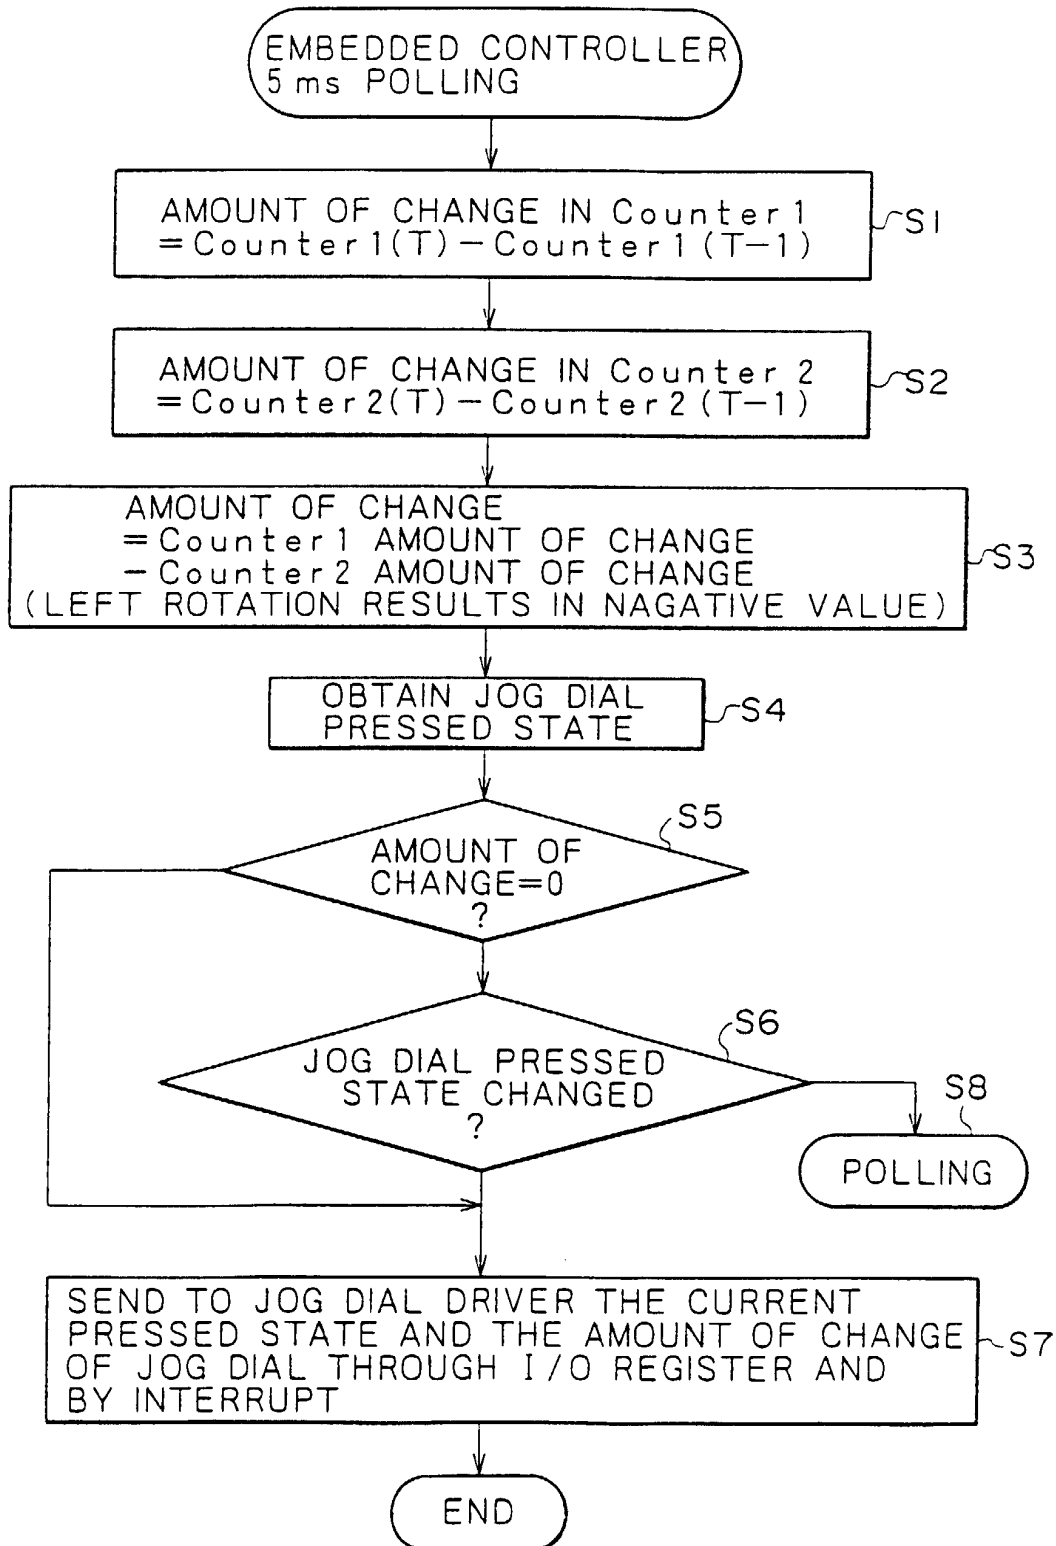 EMBEDDED CONTROLLER
5 ms POLLING
AMOUNT OF CHANGE IN Counter 1
=Counter 1(T)-Counter 1 (T-1)
S1
AMOUNT OF CHANGE IN Counter 2
=Counter 2(T)-Counter 2 (T-1)
S2
AMOUNT OF CHANGE
=Counter 1 AMOUNT OF CHANGE
-Counter 2 AMOUNT OF CHANGE
(LEFT ROTATION RESULTS IN NAGATIVE VALUE)
S3
OBTAIN JOG DIAL
PRESSED STATE
S4
S5
AMOUNT OF
CHANGE=0
?
S6
JOG DIAL PRESSED
STATE CHANGED
?
S8
POLLING
SEND TO JOG DIAL DRIVER THE CURRENT
PRESSED STATE AND THE AMOUNT OF CHANGE
OF JOG DIAL THROUGH I/O REGISTER AND
BY INTERRUPT
S7
END